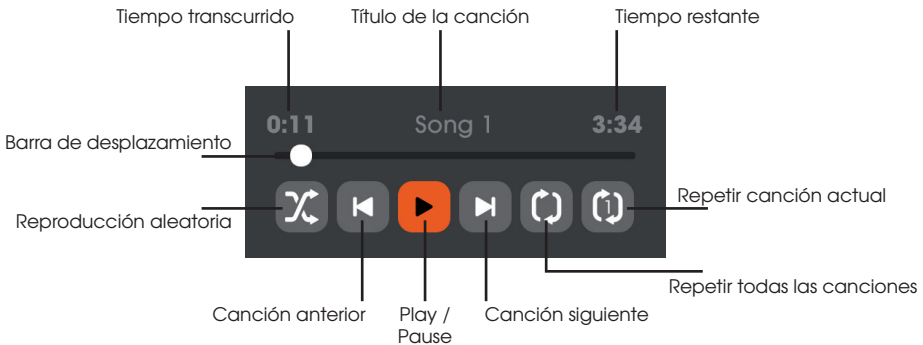 Tiempo transcurrido
Título de la canción
Tiempo restante
0:11
Song 1
3:34
Barra de desplazamiento
Reproducción aleatoria
1
Repetir canción actual
Repetir todas las canciones
Canción anterior
Play /
Pause
Canción siguiente